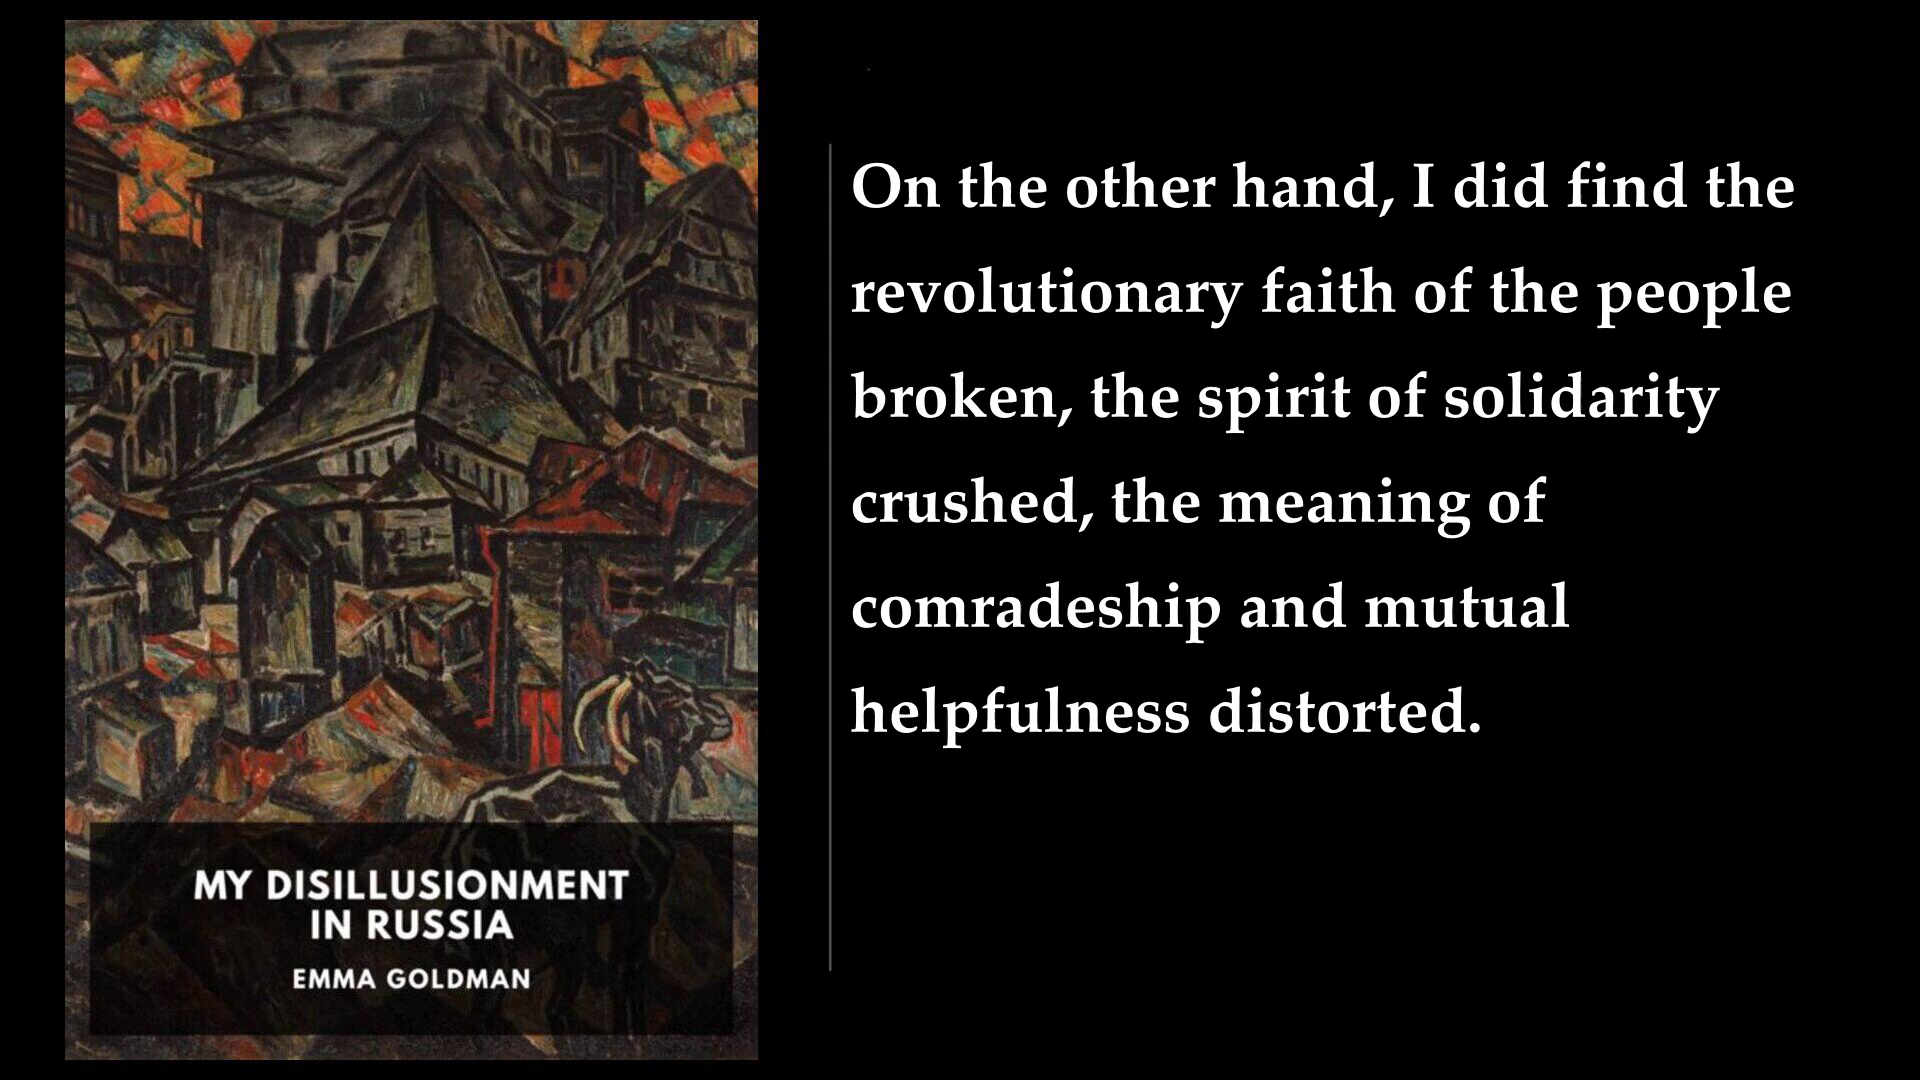 MY DISILLUSIONMENT
IN RUSSIA
EMMA GOLDMAN
On the other hand, I did find the
revolutionary faith of the people
broken, the spirit of solidarity
crushed, the meaning of
comradeship and mutual
helpfulness distorted.